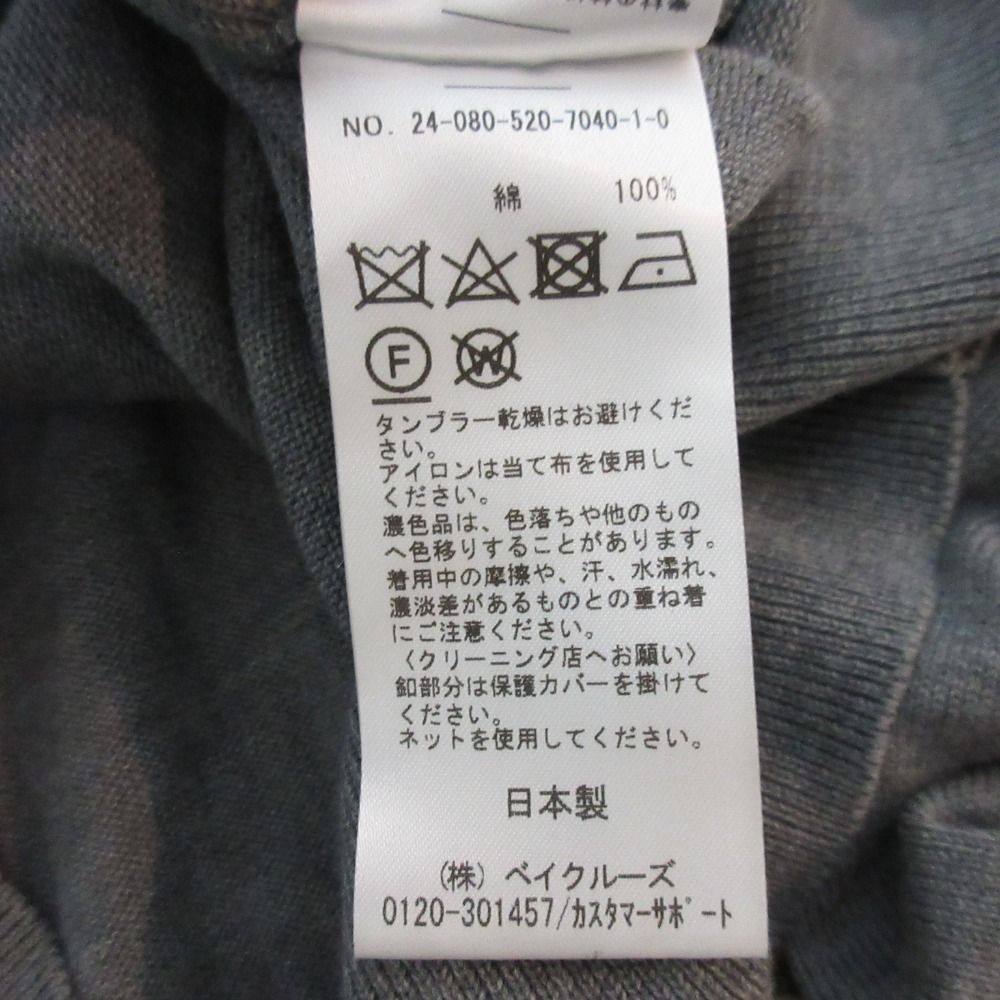 NO. 24-080-520-7040-1-0
綿 100%
F
W
タンブラー乾燥はお避けくだ
さい。
アイロンは当て布を使用して
ください。
濃色品は、色落ちや他のもの
へ色移りすることがあります。
着用中の摩擦や、汗、水濡れ、
濃淡差があるものとの重ね着
にご注意ください。
〈クリーニング店へお願い〉
釦部分は保護カバーを掛けて
ください。
ネットを使用してください。
日本製
(株) ベイクルーズ
0120-301457/カスタマーサポート